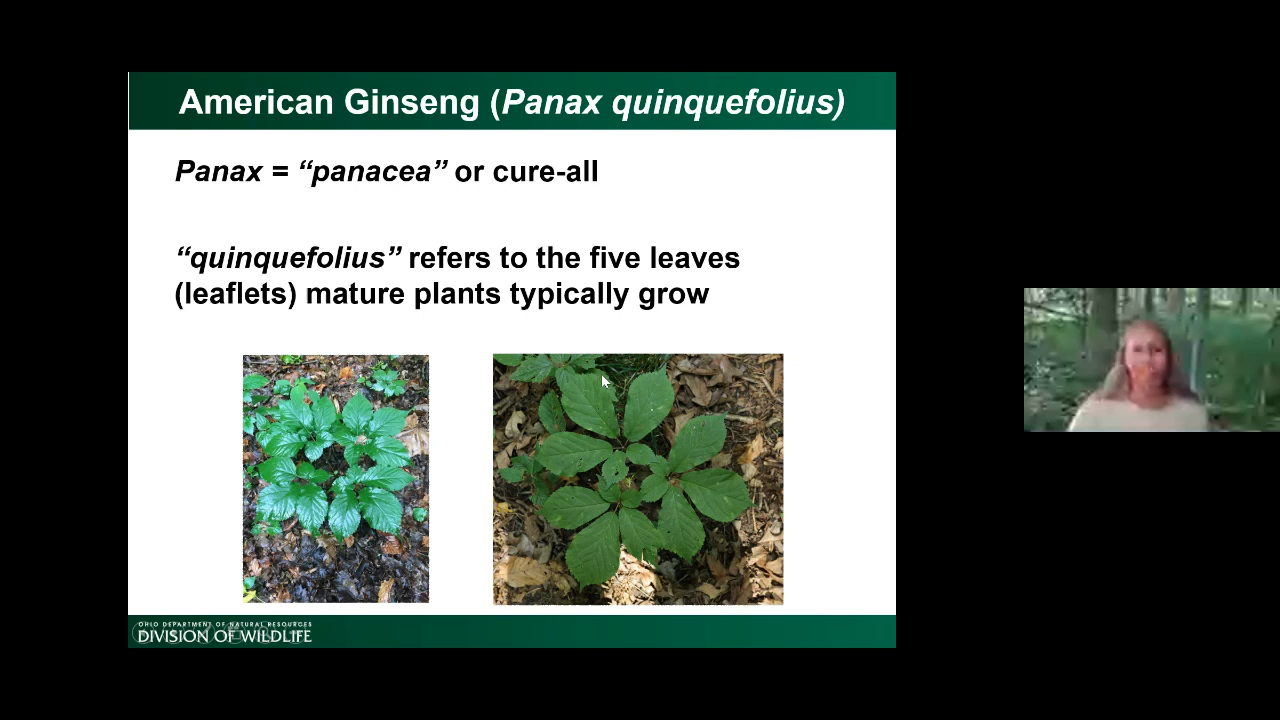 American Ginseng (Panax quinquefolius)
Panax = “panacea” or cure-all
“quinquefolius” refers to the five leaves
(leaflets) mature plants typically grow
OHIO DEPARTMENT OF NATURAL RESOURCES
DIVISION OF WILDLIFE